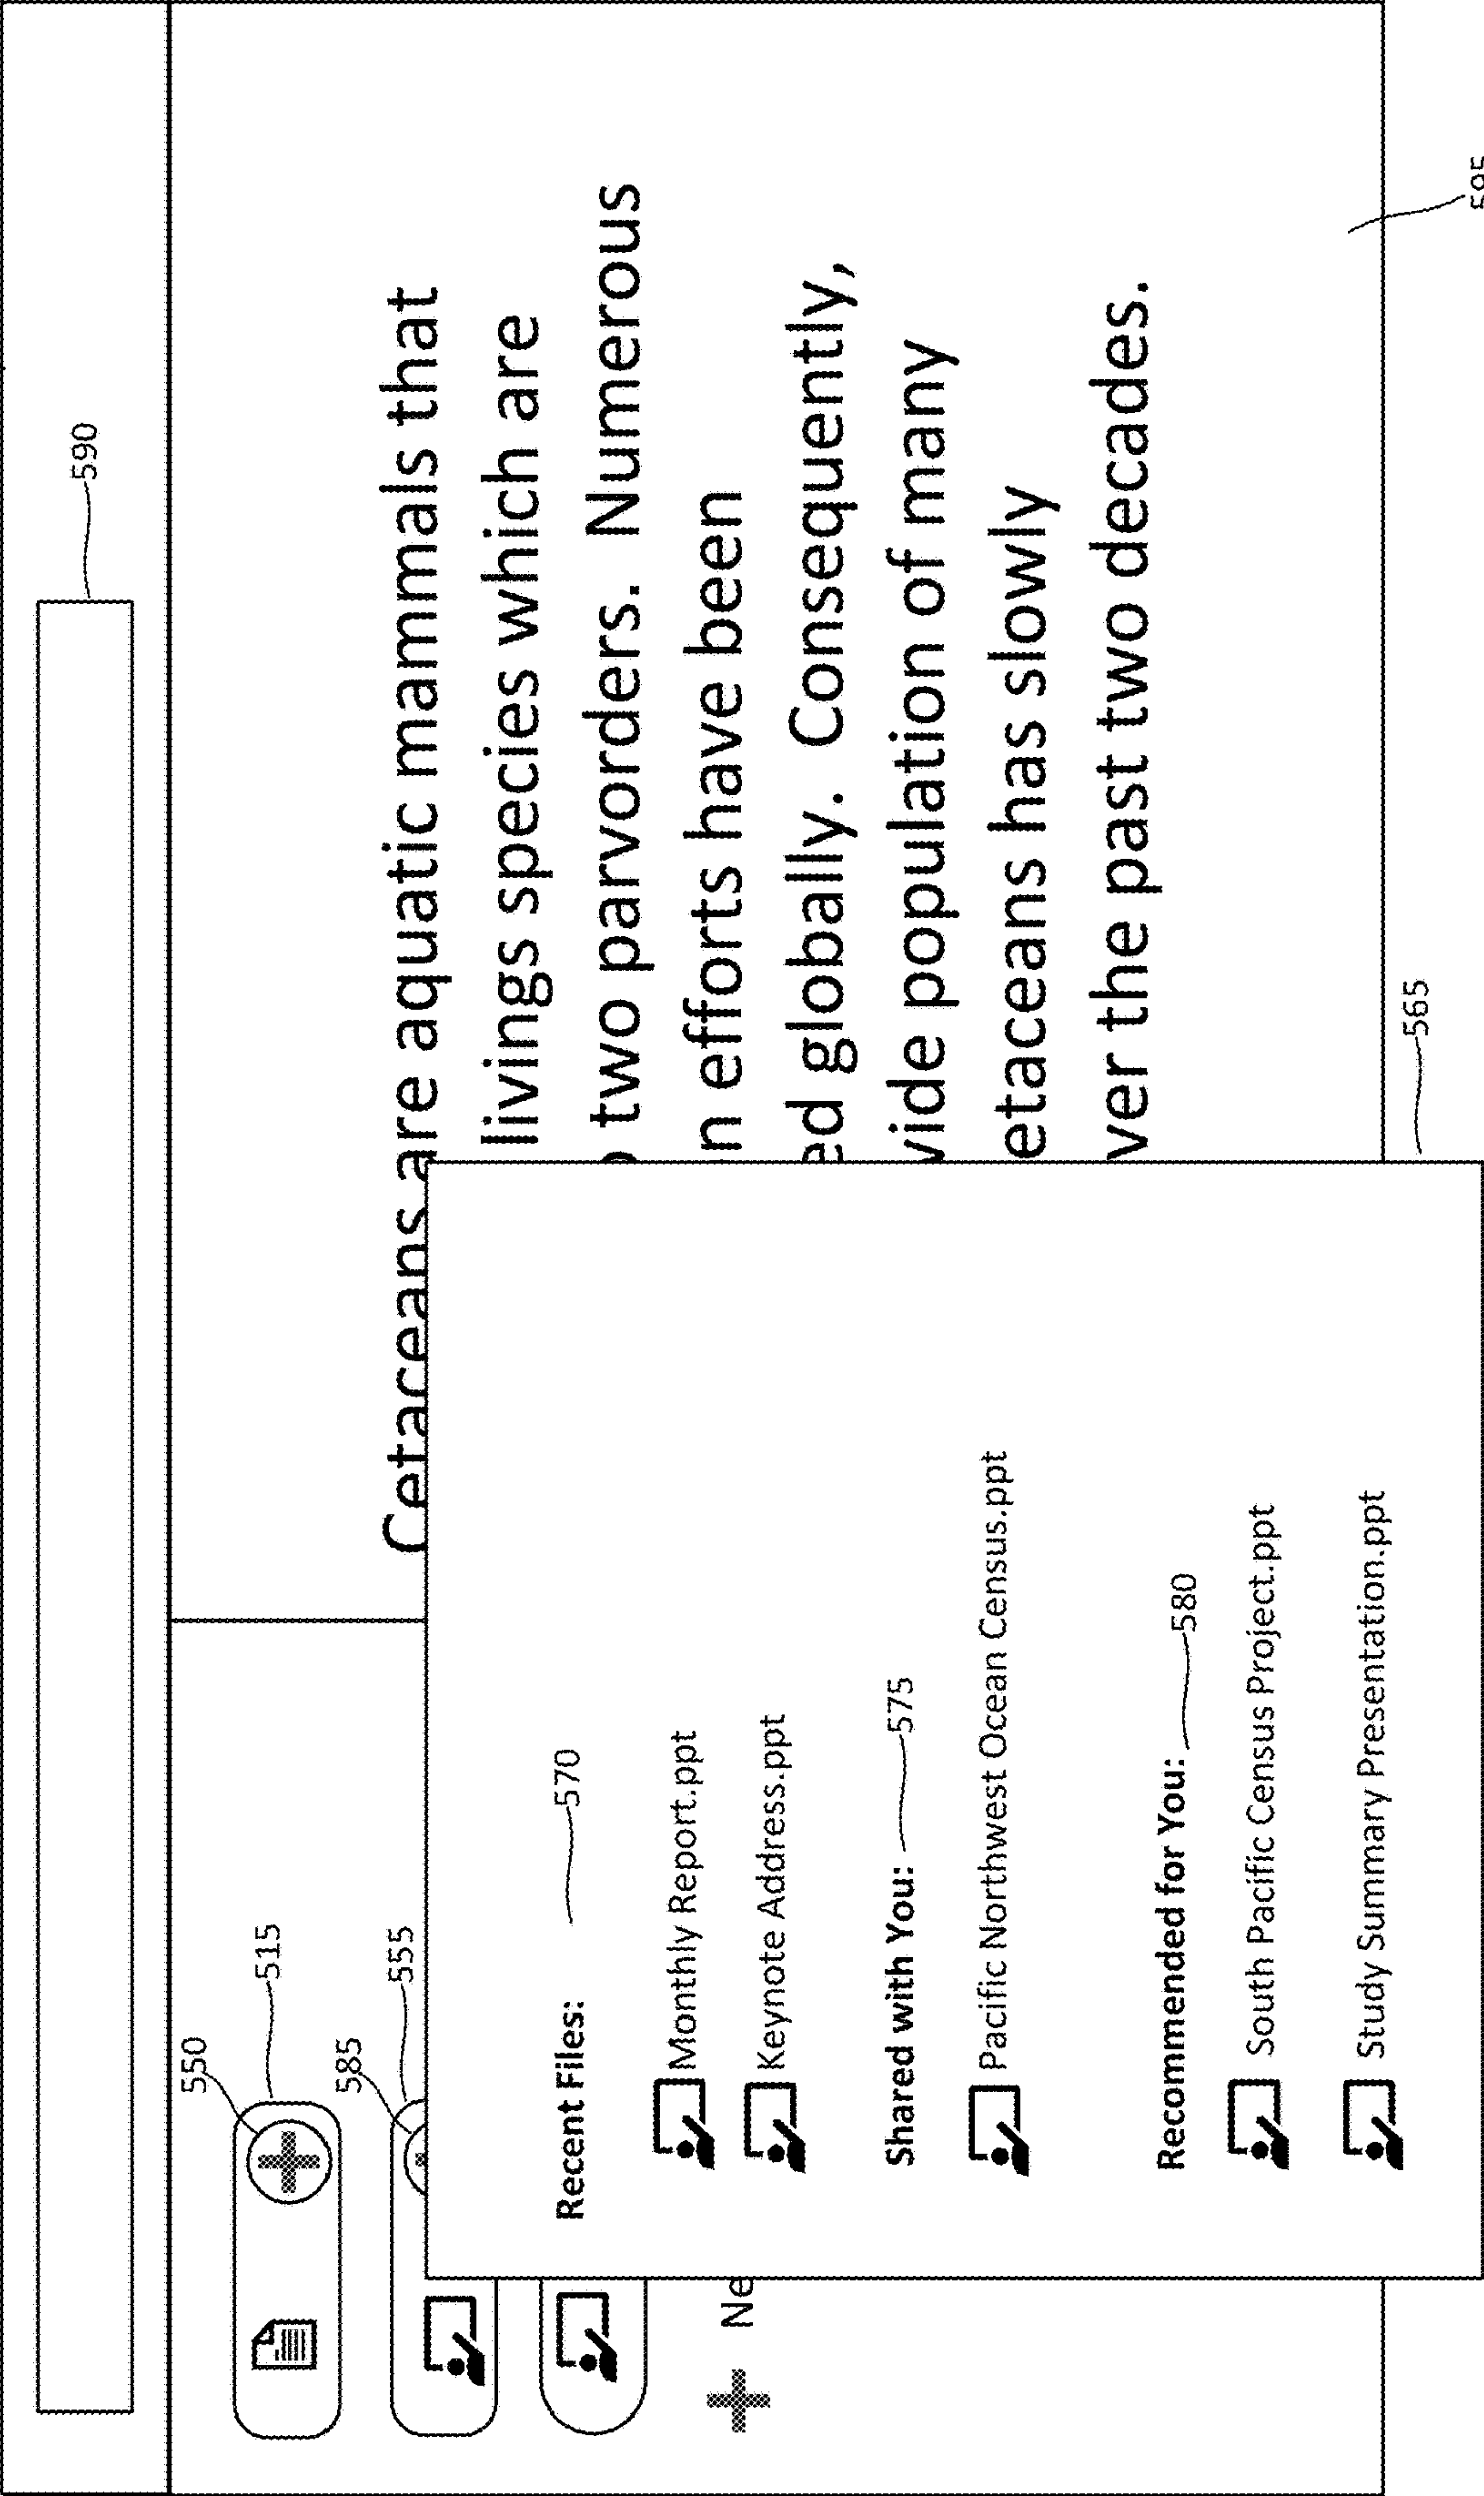 590
550
515
585
555
Cetaceans are aquatic mammals that
livings species which are
two parvorders. Numerous
n efforts have been
ed globally. Consequently,
vide population of many
etaceans has slowly
ver the past two decades.
Recent Files:
570
Monthly Report.ppt
Keynote Address.ppt
Shared with You:
575
Pacific Northwest Ocean Census.ppt
Recommended for You:
580
South Pacific Census Project.ppt
Study Summary Presentation.ppt
Ne
565
595